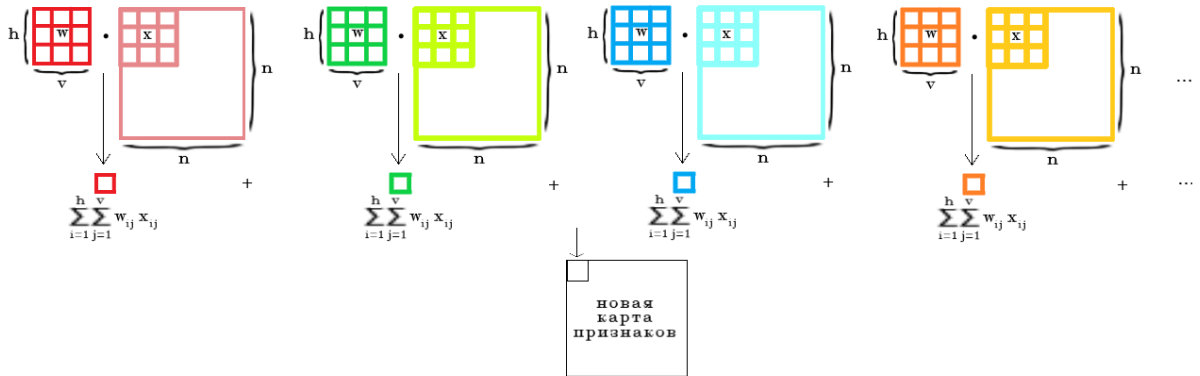 h w • x n h w • x n h w • x n h w • x n ...
v v v v
n n n n
+ + + + ...
h v h v h v h v
∑ ∑ w_ij x_ij ∑ ∑ w_ij x_ij ∑ ∑ w_ij x_ij ∑ ∑ w_ij x_ij
i=1 j=1 i=1 j=1 i=1 j=1 i=1 j=1
новая
карта
признаков